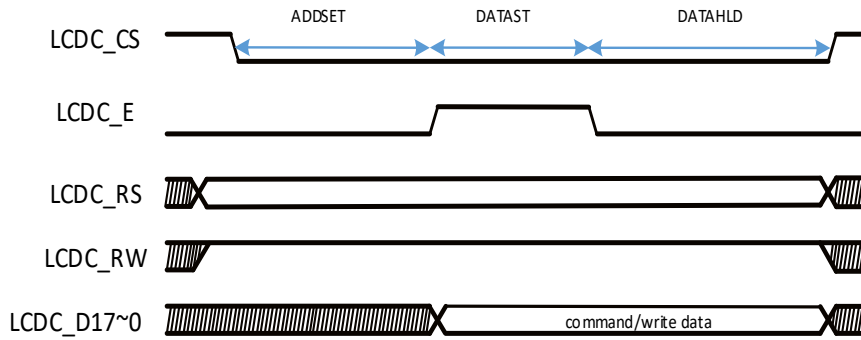 ADDSET DATAST DATAHLD
LCDC_CS
LCDC_E
LCDC_RS
LCDC_RW
LCDC_D17~0 command/write data